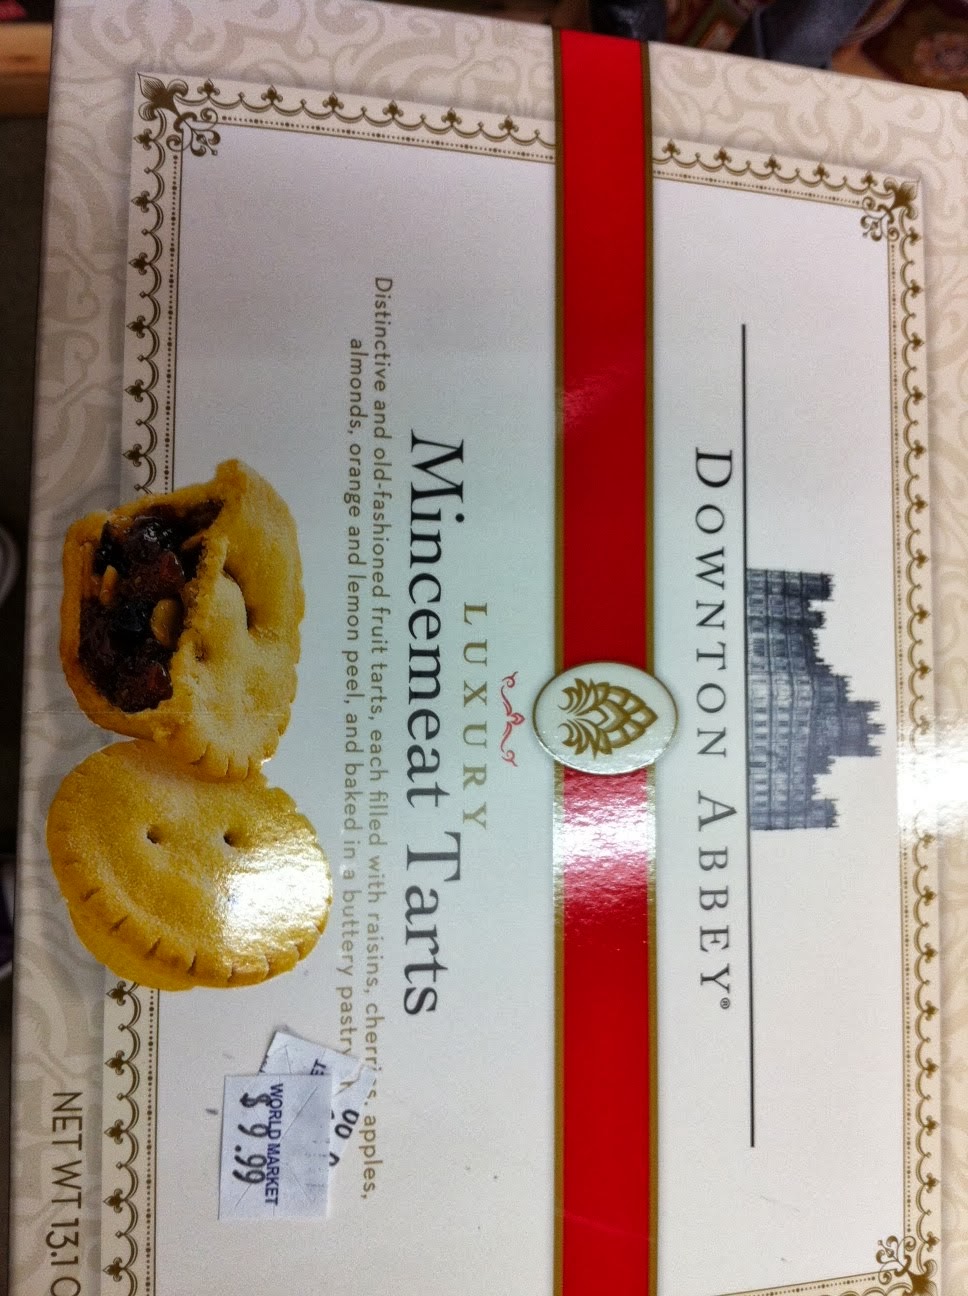 DOWNTON ABBEY®
LUXURY
Mincemeat Tarts
Distinctive and old-fashioned fruit tarts, each filled with raisins, cherries, apples,
almonds, orange and lemon peel, and baked in a buttery pastry
00
WORLD MARKET
$9.99
NET WT 13.1 O